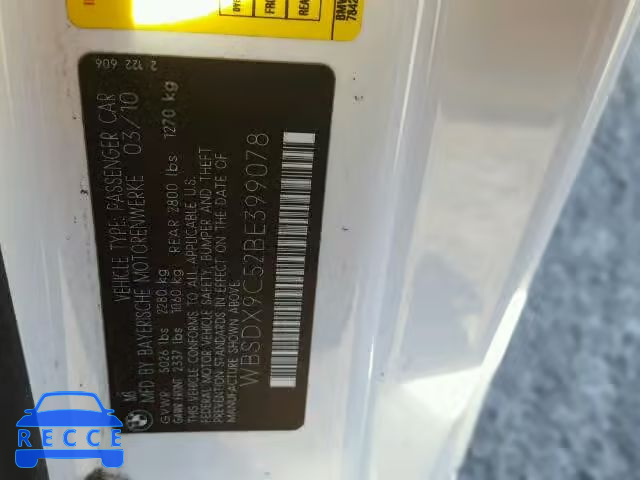 M6
VEHICLE TYPE: PASSENGER CAR
MFD BY BAYERISCHE MOTORENWERKE 03/10
GVWR 5026 lbs 2280 kg
GAWR FRONT 2337 lbs 1060 kg REAR 2800 lbs 1270 kg
THIS VEHICLE CONFORMS TO ALL APPLICABLE U.S.
FEDERAL MOTOR VEHICLE SAFETY, BUMPER AND THEFT
PREVENTION STANDARDS IN EFFECT ON THE DATE OF
MANUFACTURE SHOWN ABOVE.
WBSDX9C52BE399078
2 122 606
BMW
RECCE